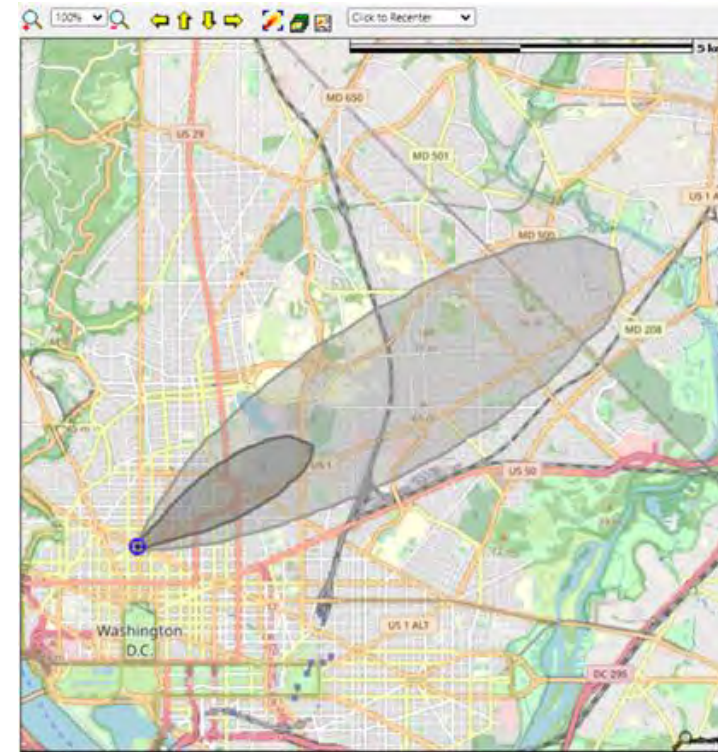 100%
Click to Recenter
5 k
MD 650
US 29
MD 501
US 1 A
MD 500
MD 208
US 1
US 50
Washington
D.C.
US 1 ALT
DC 295